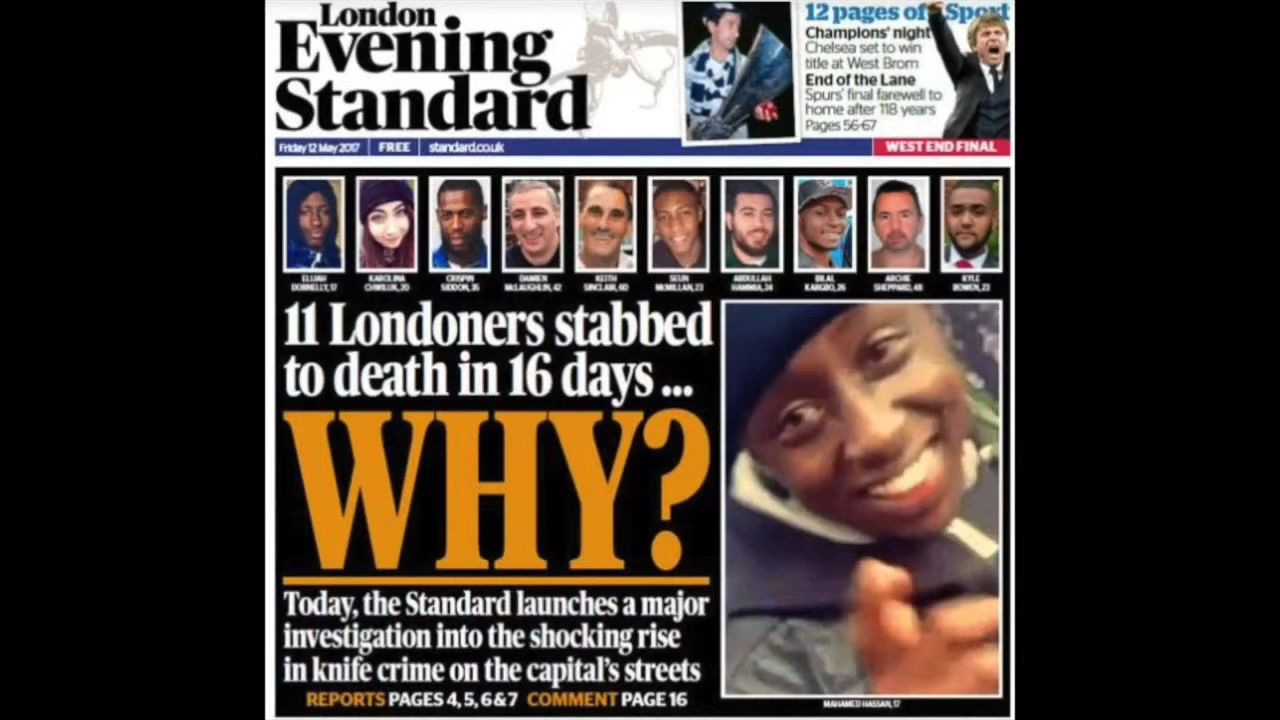 London
Evening
Standard
12 pages of Sport
Champions' night
Chelsea set to win
title at West Brom
End of the Lane
Spurs' final farewell to
home after 118 years
Pages 56-67
Friday 12 May 2017 FREE standard.co.uk
WEST END FINAL
ELIJAH
DORNELLY, 17
KAROLINA
CHWILUK, 20
CRISPIN
DAMIEN
McLAUGHLIN, 42
KEITH
SINCLAIR, 60
SEUN
McMILLAN, 23
ABDULLAH
HAMMIA, 24
BILAL
KARGBO, 26
ARCHIE
SHEPPARD, 48
KYLE
11 Londoners stabbed
to death in 16 days ...
WHY?
Today, the Standard launches a major
investigation into the shocking rise
in knife crime on the capital's streets
REPORTS PAGES 4, 5, 6 & 7 COMMENT PAGE 16
MAHAMED HASSAN, 17